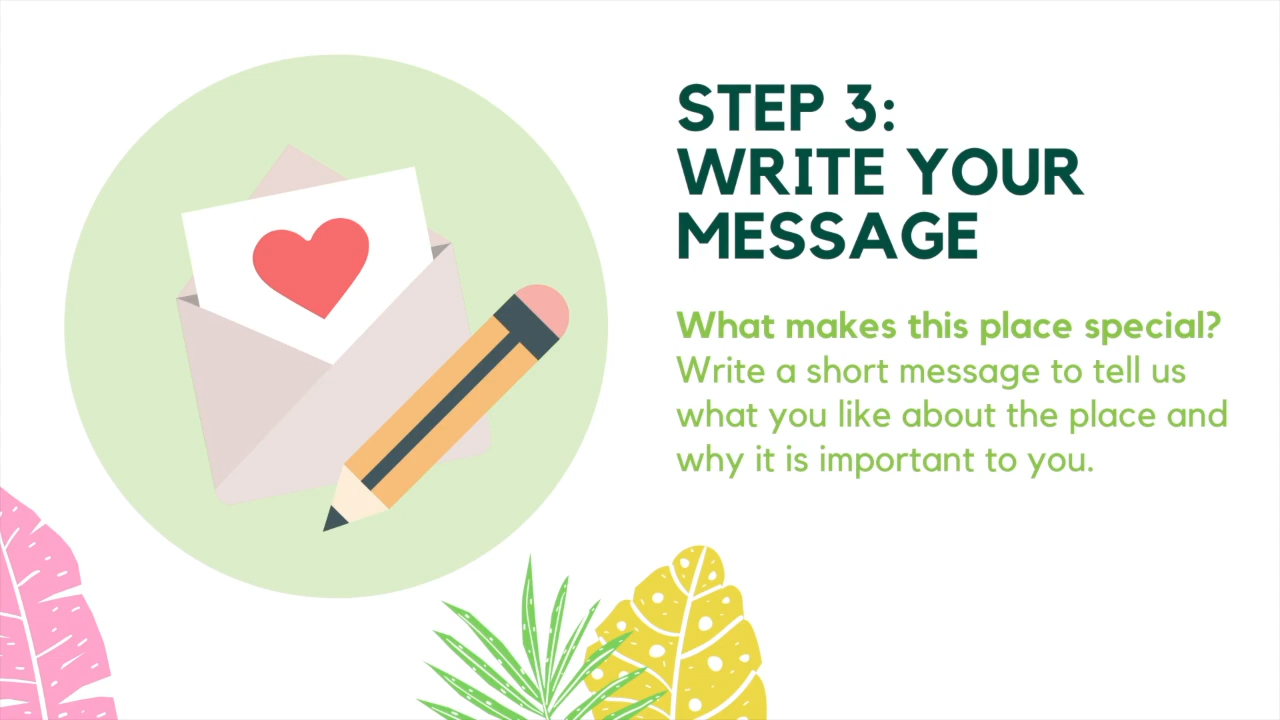 STEP 3:
WRITE YOUR
MESSAGE
What makes this place special?
Write a short message to tell us
what you like about the place and
why it is important to you.